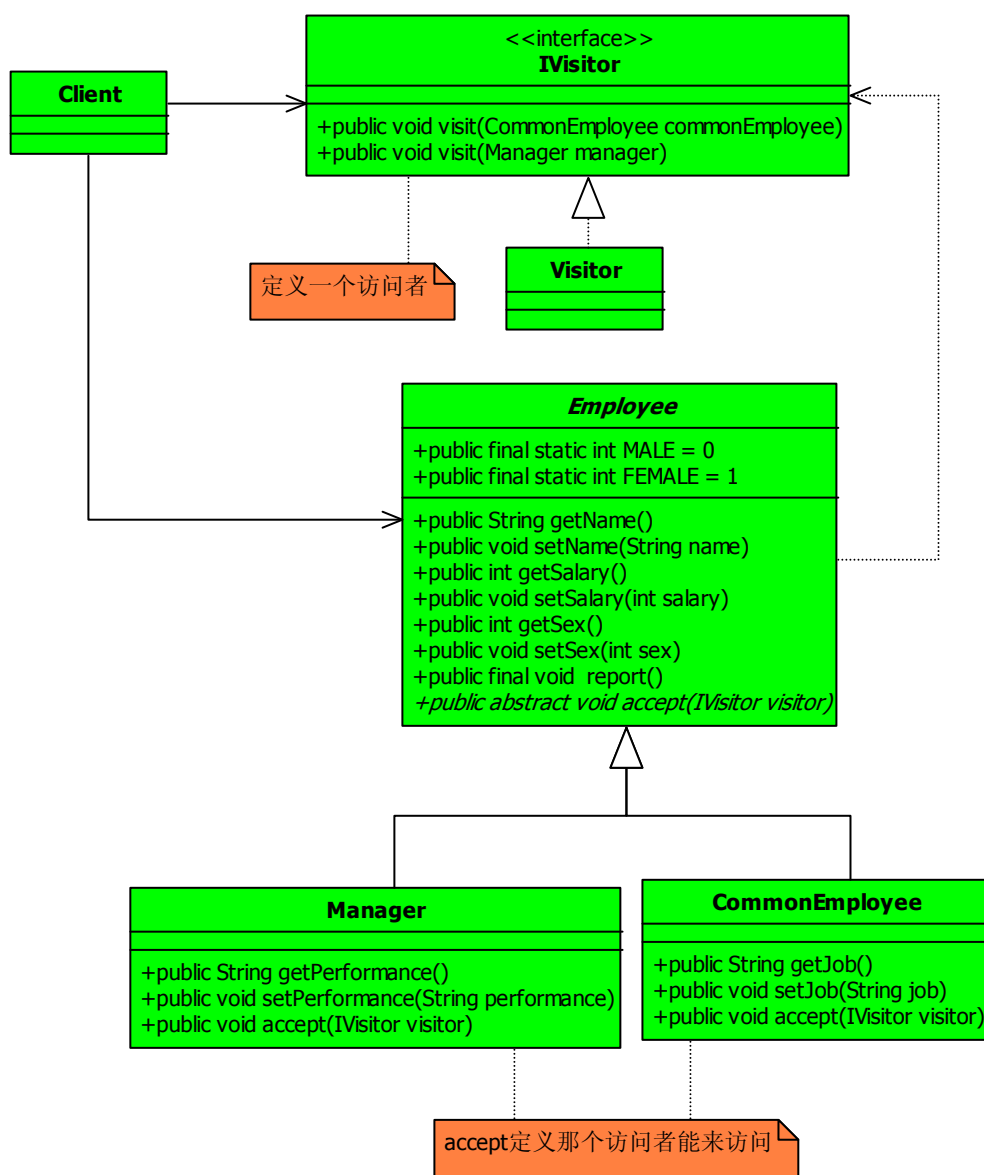 <<interface>>
IVisitor
+public void visit(CommonEmployee commonEmployee)
+public void visit(Manager manager)
Client
定义一个访问者
Visitor
Employee
+public final static int MALE = 0
+public final static int FEMALE = 1
+public String getName()
+public void setName(String name)
+public int getSalary()
+public void setSalary(int salary)
+public int getSex()
+public void setSex(int sex)
+public final void report()
+public abstract void accept(IVisitor visitor)
Manager
+public String getPerformance()
+public void setPerformance(String performance)
+public void accept(IVisitor visitor)
CommonEmployee
+public String getJob()
+public void setJob(String job)
+public void accept(IVisitor visitor)
accept定义那个访问者能来访问